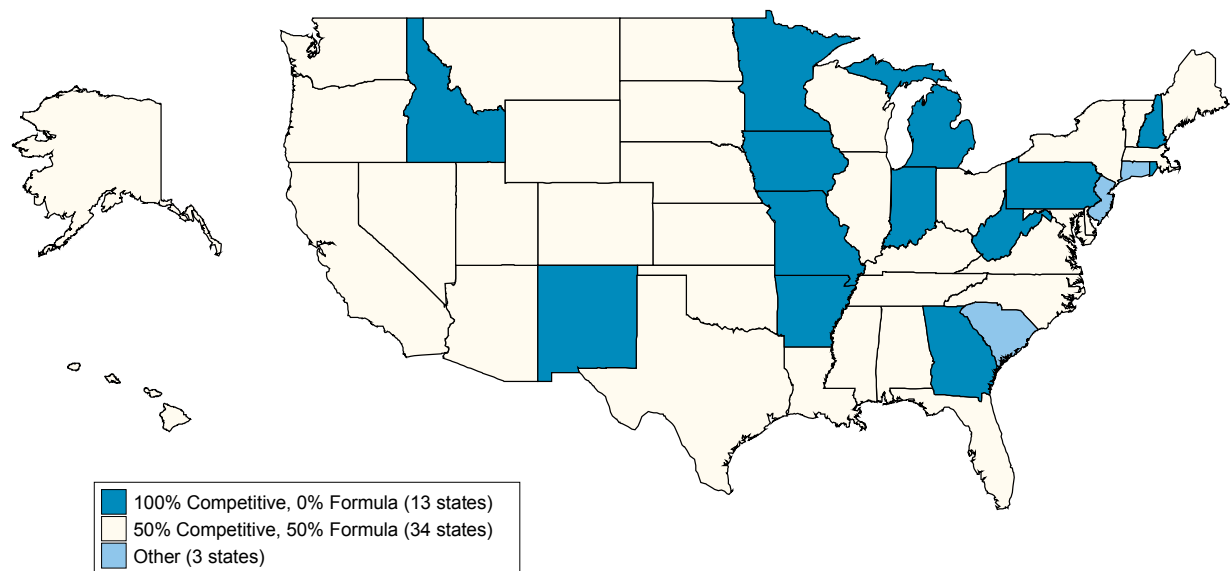 100% Competitive, 0% Formula (13 states)
50% Competitive, 50% Formula (34 states)
Other (3 states)